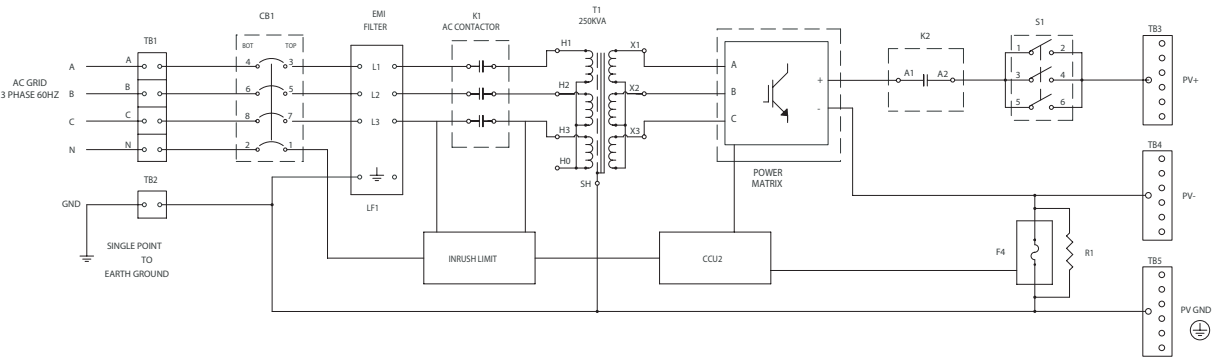 T1
250KVA
CB1
EMI
FILTER
K1
AC CONTACTOR
S1
TB1
BOT
TOP
H1
X1
K2
TB3
A
A
4
3
L1
A
1
2
AC GRID
3 PHASE 60HZ
B
B
6
5
L2
H2
X2
B
+
A1
A2
3
4
PV+
C
C
8
7
L3
H3
X3
C
-
5
6
N
N
2
1
H0
TB4
TB2
SH
POWER
MATRIX
PV-
GND
LF1
SINGLE POINT
TO
EARTH GROUND
INRUSH LIMIT
CCU2
F4
R1
TB5
PV GND